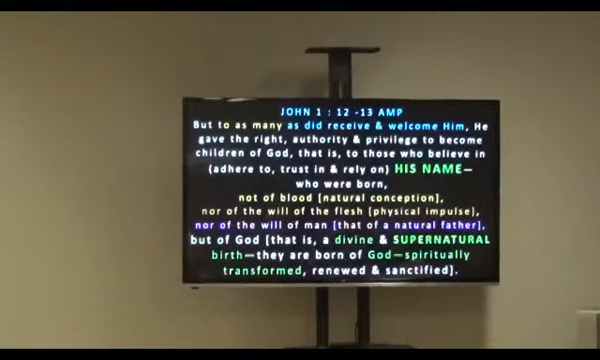 JOHN 1 : 12 -13 AMP
But to as many as did receive & welcome Him, He
gave the right, authority & privilege to become
children of God, that is, to those who believe in
(adhere to, trust in & rely on) HIS NAME—
who were born,
not of blood [natural conception],
nor of the will of the flesh [physical impulse],
nor of the will of man [that of a natural father],
but of God [that is, a divine & SUPERNATURAL
birth—they are born of God—spiritually
transformed, renewed & sanctified].